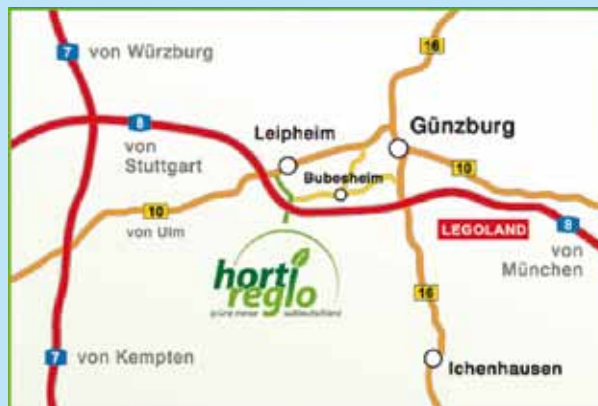 16
7 von Würzburg
8
von
Stuttgart
Leipheim
Günzburg
Bubesheim
10
10
von Ulm
LEGOLAND
8
von
München
horti
regio
16
7 von Kempten
Ichenhausen